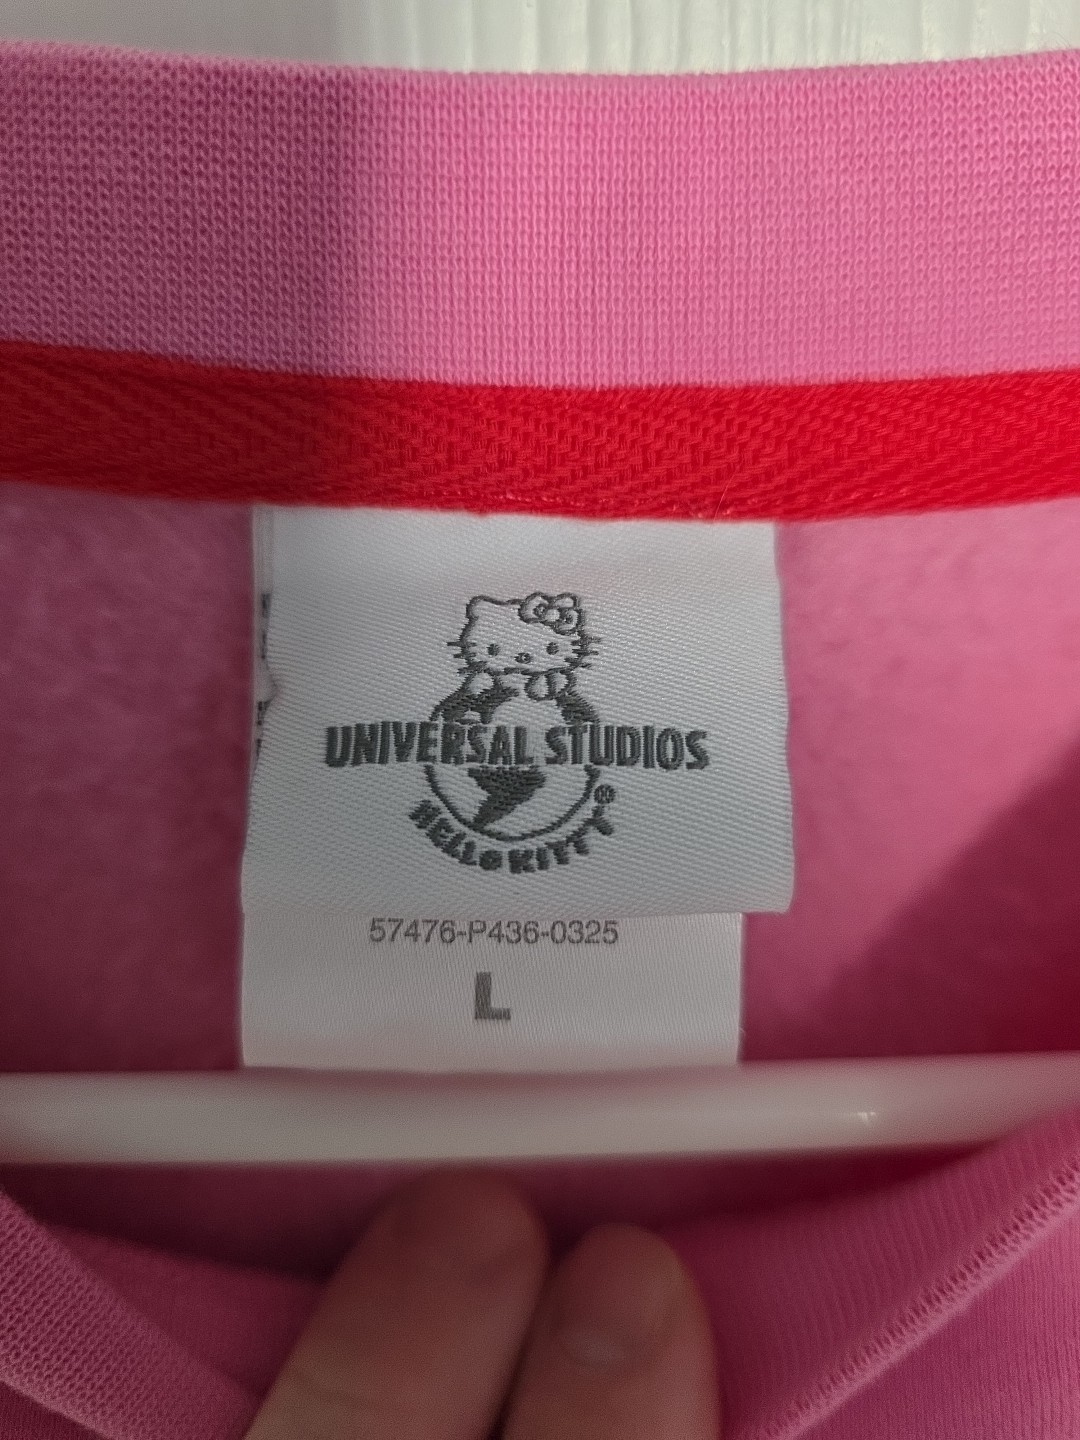 UNIVERSAL STUDIOS
HELLO KITTY®
57476-P436-0325
L